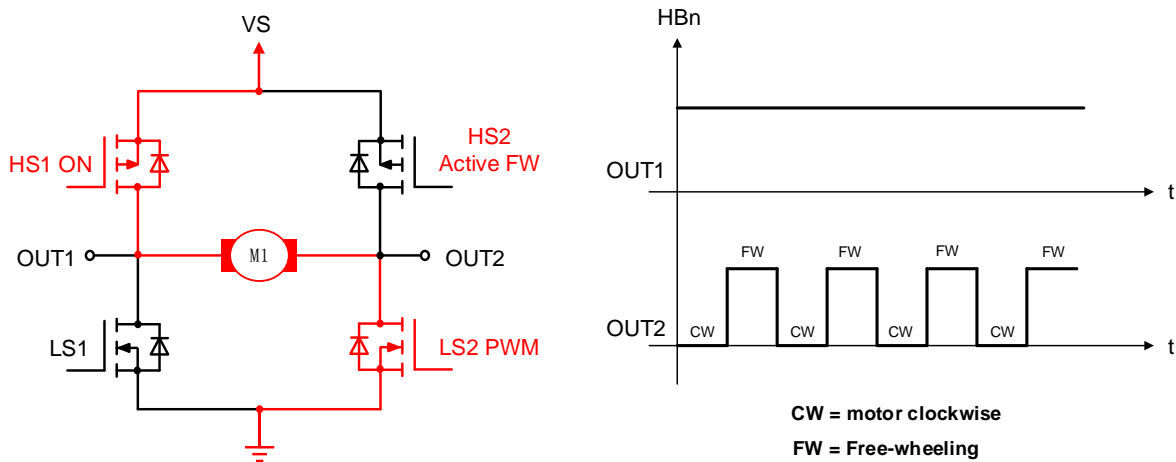 VS
HS1 ON
HS2
Active FW
OUT1
M1
OUT2
LS1
LS2 PWM
HBn
OUT1
t
FW
FW
FW
FW
OUT2
CW
CW
CW
CW
t
CW = motor clockwise
FW = Free-wheeling